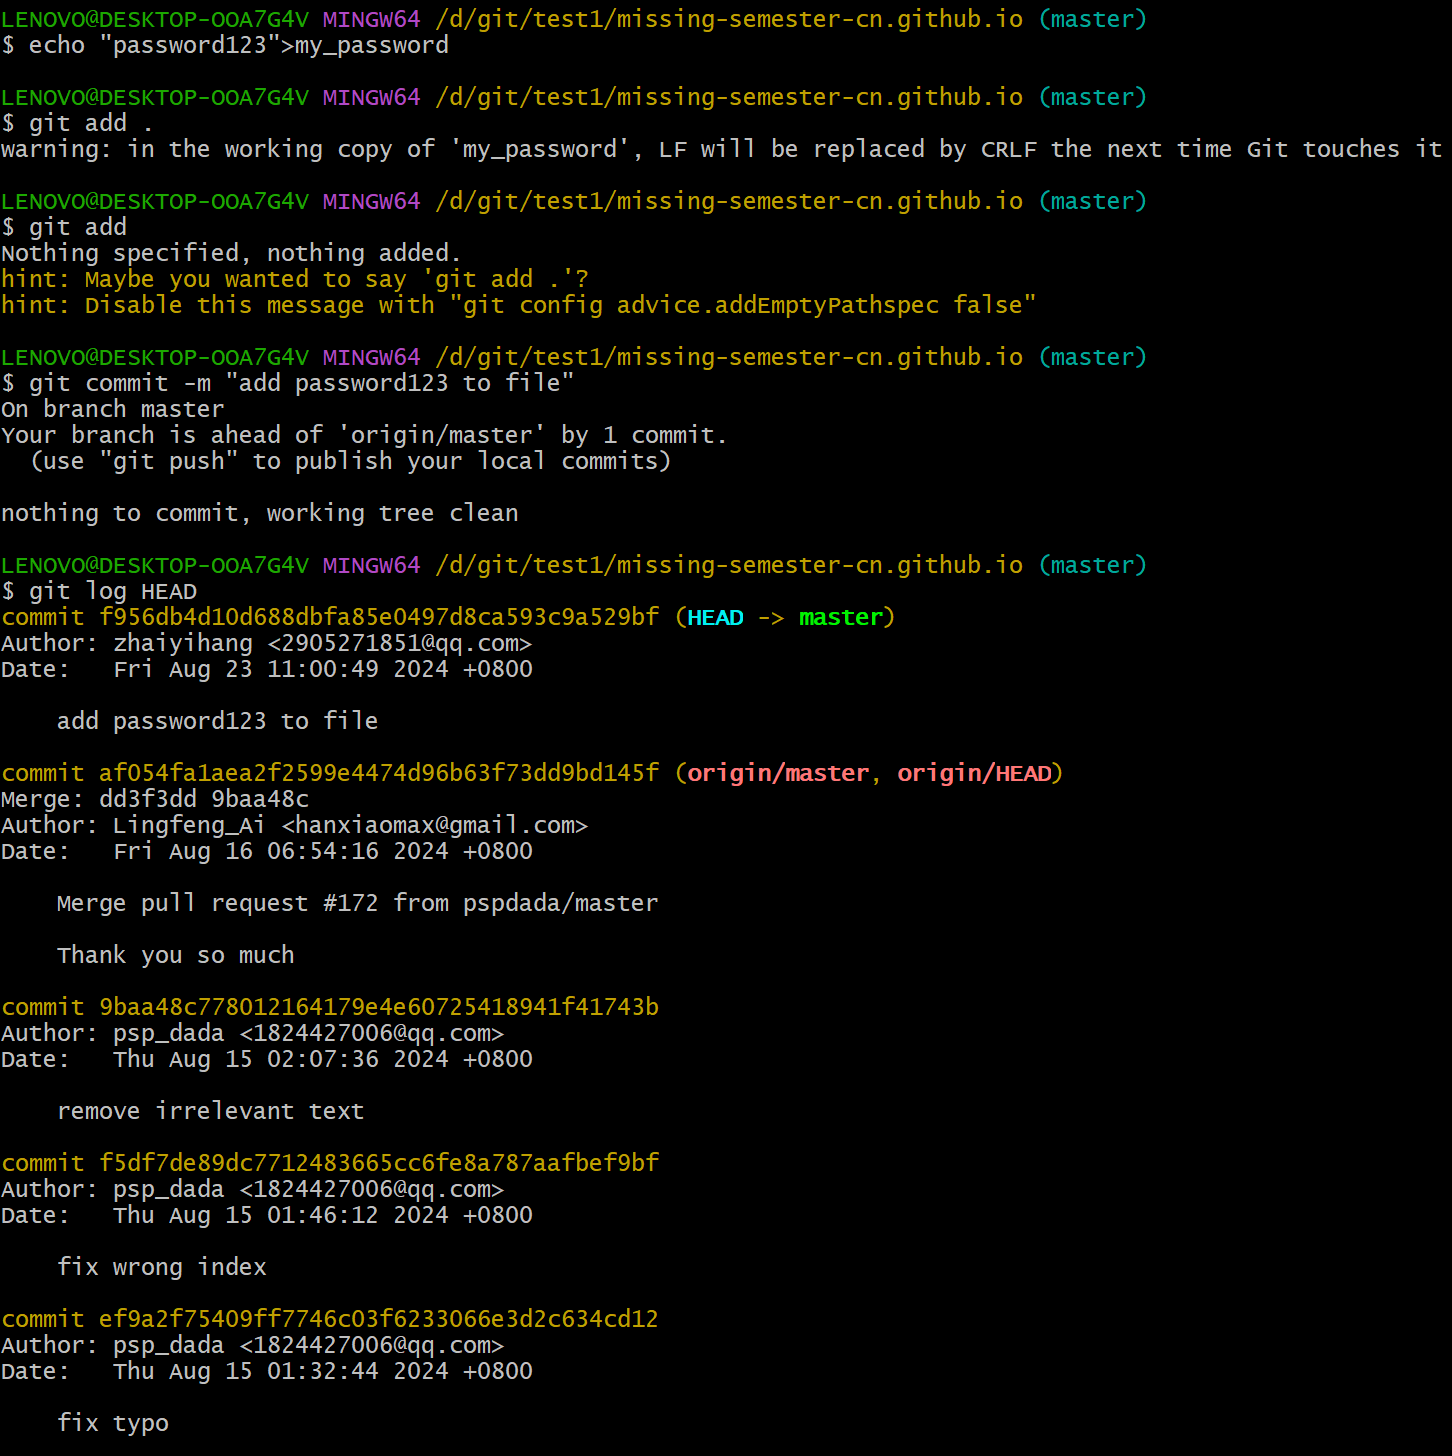 LENOVO@DESKTOP-OOA7G4V MINGW64 /d/git/test1/missing-semester-cn.github.io (master)
$ echo "password123">my_password
LENOVO@DESKTOP-OOA7G4V MINGW64 /d/git/test1/missing-semester-cn.github.io (master)
$ git add .
warning: in the working copy of 'my_password', LF will be replaced by CRLF the next time Git touches it
LENOVO@DESKTOP-OOA7G4V MINGW64 /d/git/test1/missing-semester-cn.github.io (master)
$ git add
Nothing specified, nothing added.
hint: Maybe you wanted to say 'git add .'?
hint: Disable this message with "git config advice.addEmptyPathspec false"
LENOVO@DESKTOP-OOA7G4V MINGW64 /d/git/test1/missing-semester-cn.github.io (master)
$ git commit -m "add password123 to file"
On branch master
Your branch is ahead of 'origin/master' by 1 commit.
  (use "git push" to publish your local commits)
nothing to commit, working tree clean
LENOVO@DESKTOP-OOA7G4V MINGW64 /d/git/test1/missing-semester-cn.github.io (master)
$ git log HEAD
commit f956db4d10d688dbfa85e0497d8ca593c9a529bf (HEAD -> master)
Author: zhaiyihang <2905271851@qq.com>
Date:   Fri Aug 23 11:00:49 2024 +0800
    add password123 to file
commit af054fa1aea2f2599e4474d96b63f73dd9bd145f (origin/master, origin/HEAD)
Merge: dd3f3dd 9baa48c
Author: Lingfeng_Ai <hanxiaomax@gmail.com>
Date:   Fri Aug 16 06:54:16 2024 +0800
    Merge pull request #172 from pspdada/master
    Thank you so much
commit 9baa48c778012164179e4e60725418941f41743b
Author: psp_dada <1824427006@qq.com>
Date:   Thu Aug 15 02:07:36 2024 +0800
    remove irrelevant text
commit f5df7de89dc7712483665cc6fe8a787aafbef9bf
Author: psp_dada <1824427006@qq.com>
Date:   Thu Aug 15 01:46:12 2024 +0800
    fix wrong index
commit ef9a2f75409ff7746c03f6233066e3d2c634cd12
Author: psp_dada <1824427006@qq.com>
Date:   Thu Aug 15 01:32:44 2024 +0800
    fix typo